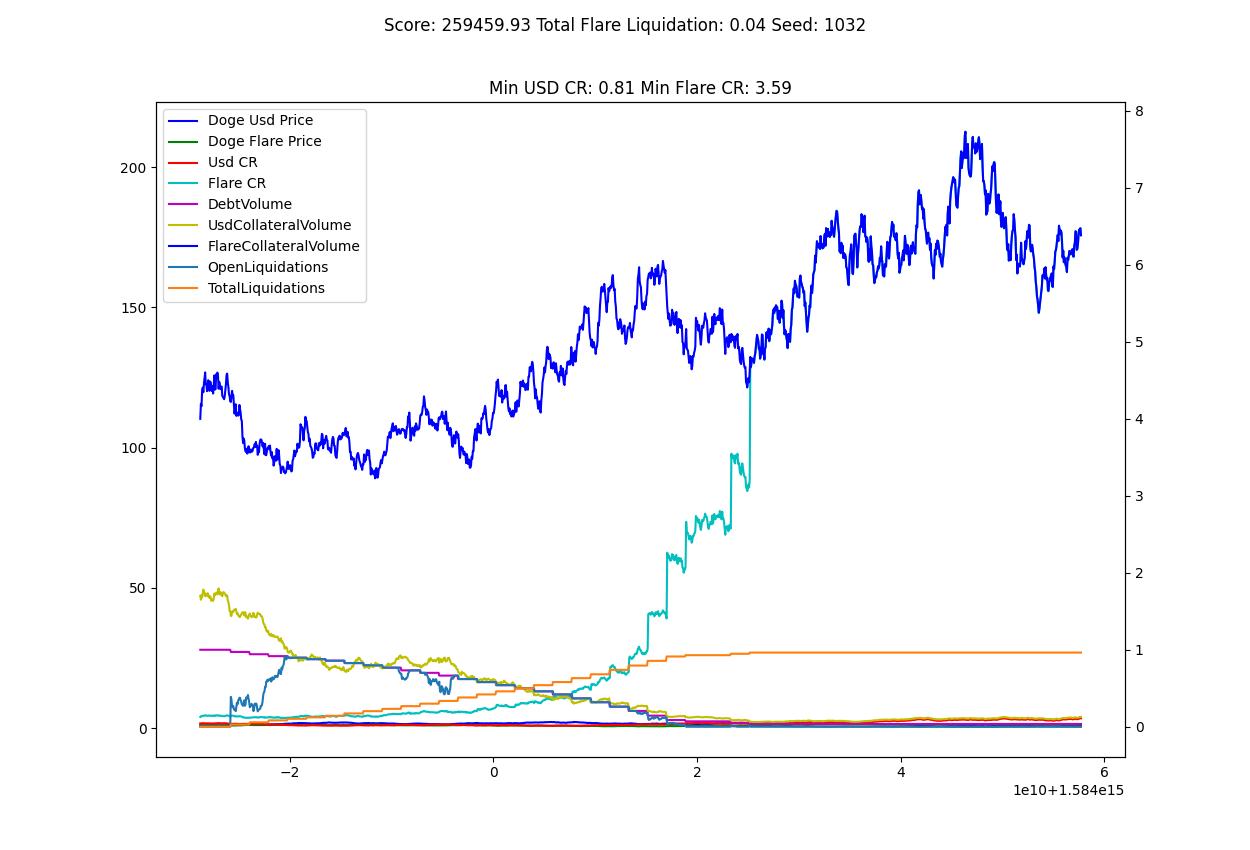 Score: 259459.93 Total Flare Liquidation: 0.04 Seed: 1032
Min USD CR: 0.81 Min Flare CR: 3.59
Doge Usd Price
Doge Flare Price
Usd CR
Flare CR
DebtVolume
UsdCollateralVolume
FlareCollateralVolume
OpenLiquidations
TotalLiquidations
200
150
100
50
0
8
7
6
5
4
3
2
1
0
−2 0 2 4 6
1e10+1.584e15